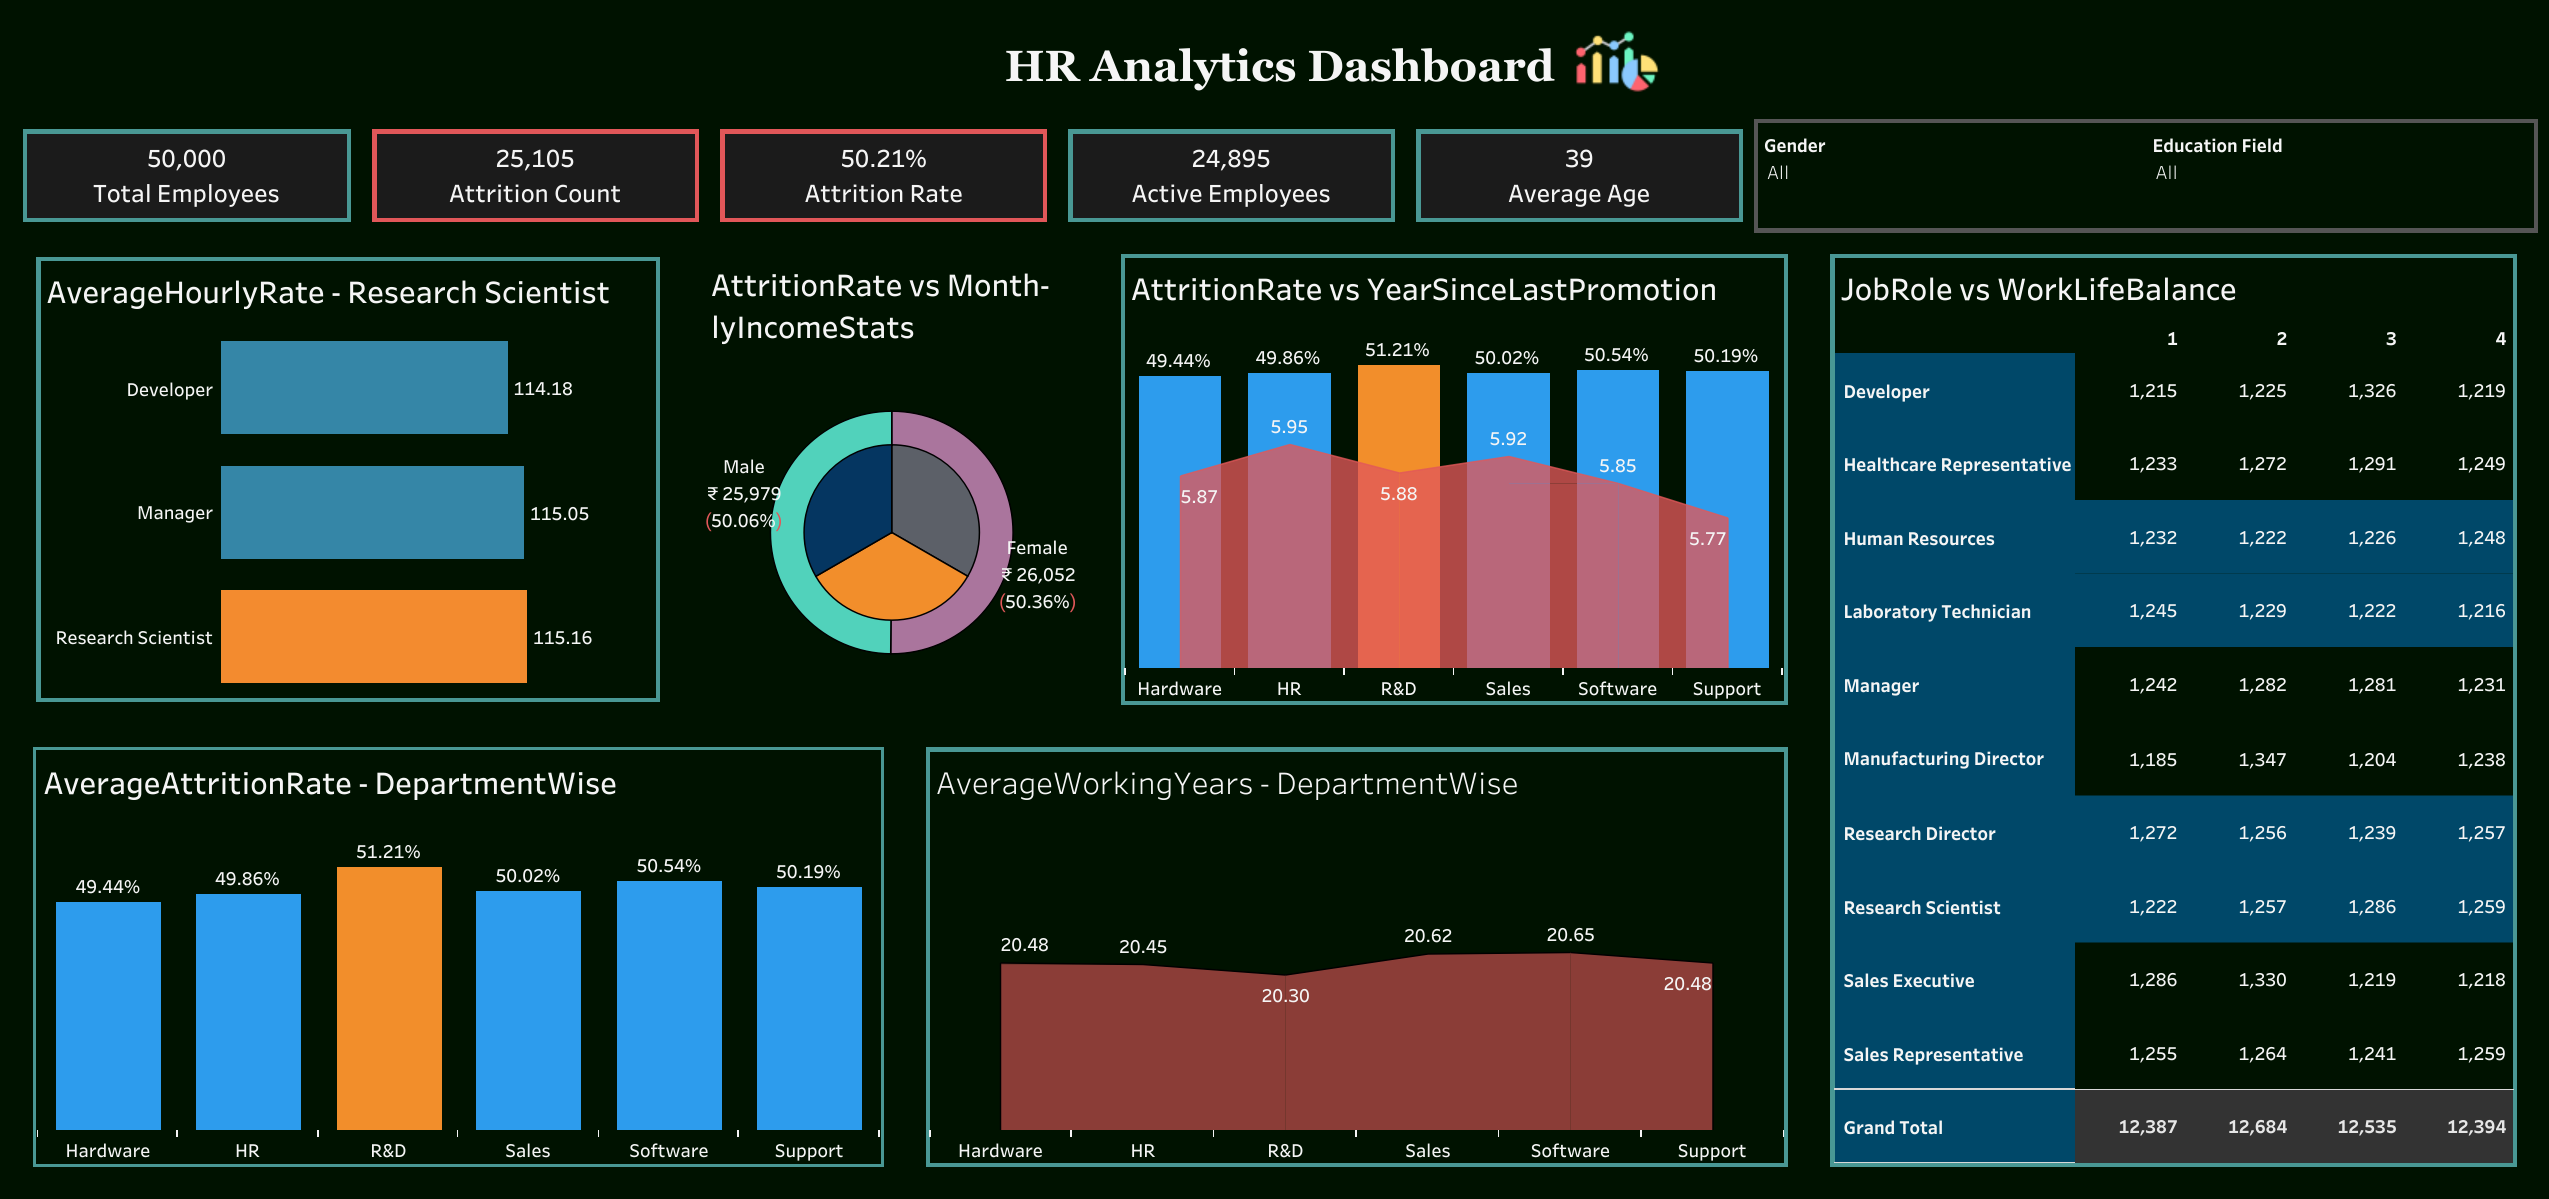 HR Analytics Dashboard
50,000
Total Employees
25,105
Attrition Count
50.21%
Attrition Rate
24,895
Active Employees
39
Average Age
Gender
All
Education Field
All
AverageHourlyRate - Research Scientist
Developer 114.18
Manager 115.05
Research Scientist 115.16
AttritionRate vs Month-
lyIncomeStats
Male
₹ 25,979
(50.06%)
Female
₹ 26,052
(50.36%)
AttritionRate vs YearSinceLastPromotion
49.44% 49.86% 51.21% 50.02% 50.54% 50.19%
5.87 5.95 5.88 5.92 5.85 5.77
Hardware HR R&D Sales Software Support
JobRole vs WorkLifeBalance
1 2 3 4
Developer 1,215 1,225 1,326 1,219
Healthcare Representative 1,233 1,272 1,291 1,249
Human Resources 1,232 1,222 1,226 1,248
Laboratory Technician 1,245 1,229 1,222 1,216
Manager 1,242 1,282 1,281 1,231
Manufacturing Director 1,185 1,347 1,204 1,238
Research Director 1,272 1,256 1,239 1,257
Research Scientist 1,222 1,257 1,286 1,259
Sales Executive 1,286 1,330 1,219 1,218
Sales Representative 1,255 1,264 1,241 1,259
Grand Total 12,387 12,684 12,535 12,394
AverageAttritionRate - DepartmentWise
49.44% 49.86% 51.21% 50.02% 50.54% 50.19%
Hardware HR R&D Sales Software Support
AverageWorkingYears - DepartmentWise
20.48 20.45 20.30 20.62 20.65 20.48
Hardware HR R&D Sales Software Support